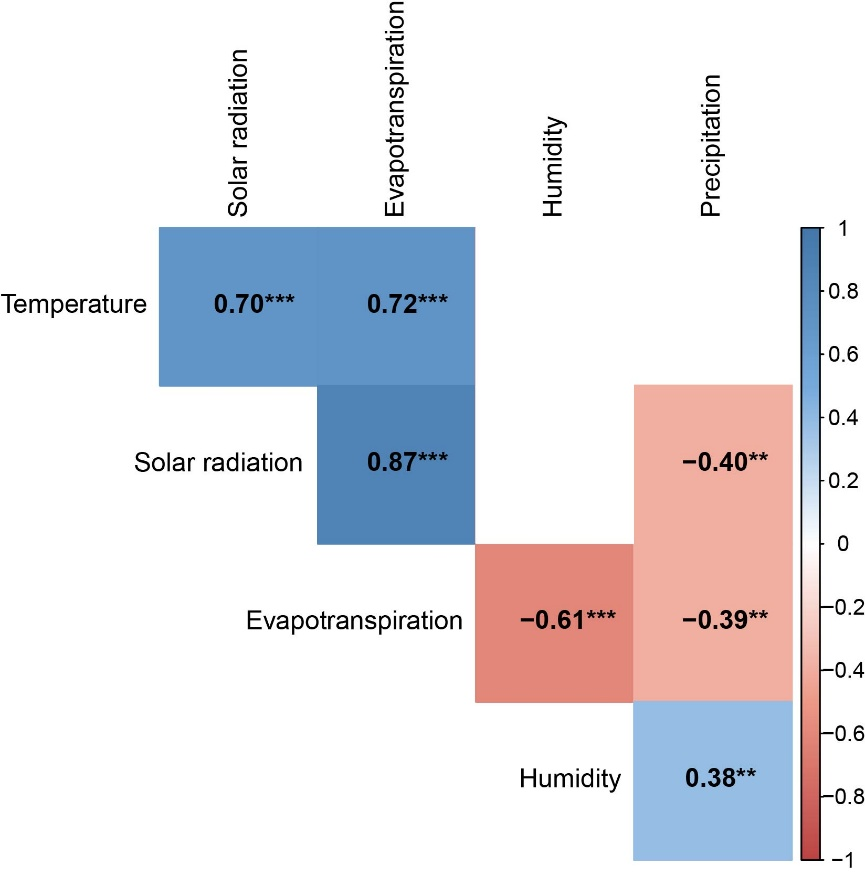 Solar radiation
Evapotranspiration
Humidity
Precipitation
Temperature
0.70***
0.72***
Solar radiation
0.87***
−0.40**
Evapotranspiration
−0.61***
−0.39**
Humidity
0.38**
1
0.8
0.6
0.4
0.2
0
−0.2
−0.4
−0.6
−0.8
−1